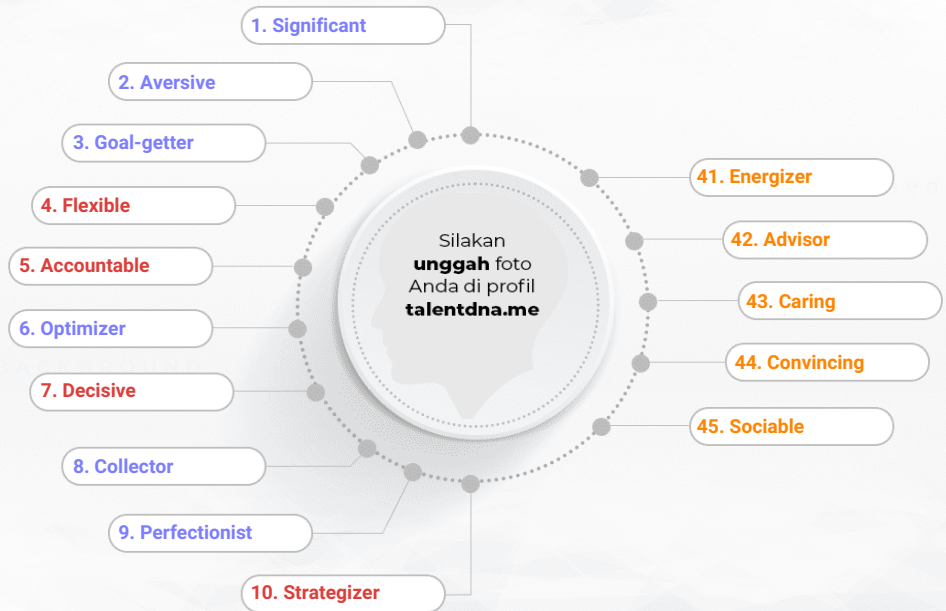 1. Significant
2. Aversive
3. Goal-getter
4. Flexible
5. Accountable
6. Optimizer
7. Decisive
8. Collector
9. Perfectionist
10. Strategizer
Silakan
unggah foto
Anda di profil
talentdna.me
41. Energizer
42. Advisor
43. Caring
44. Convincing
45. Sociable